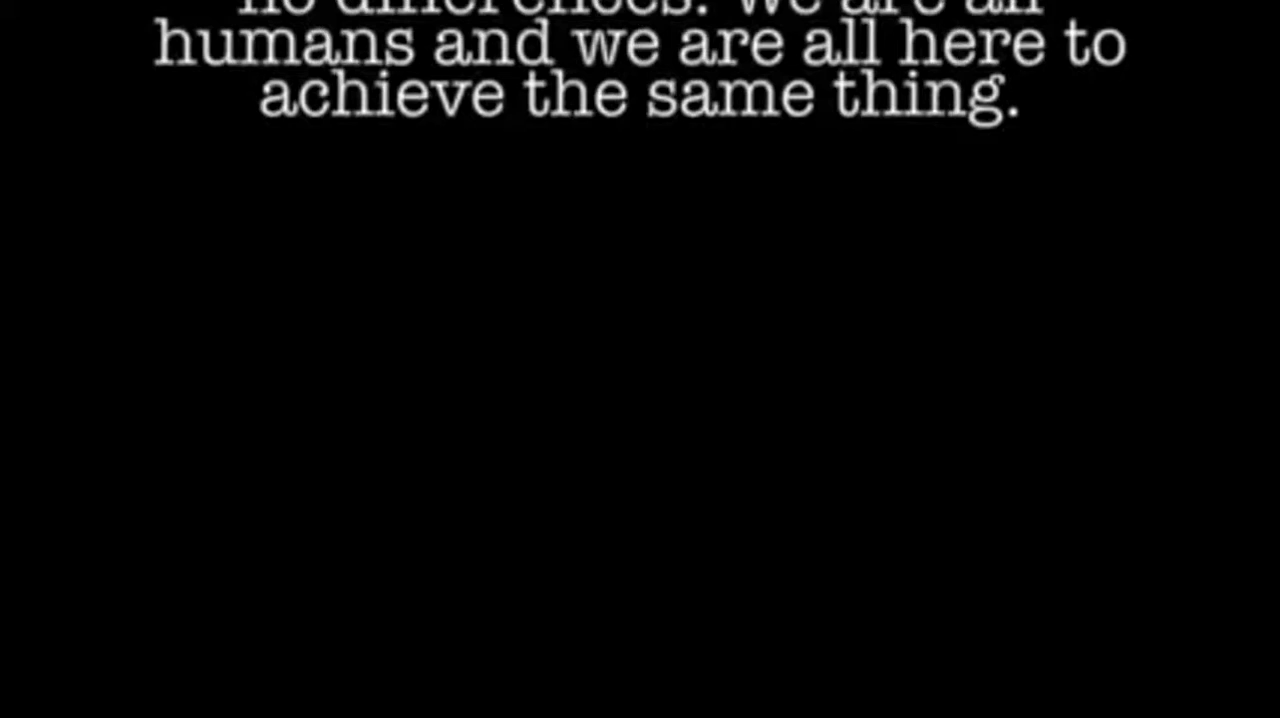 no differences. We are all
humans and we are all here to
achieve the same thing.